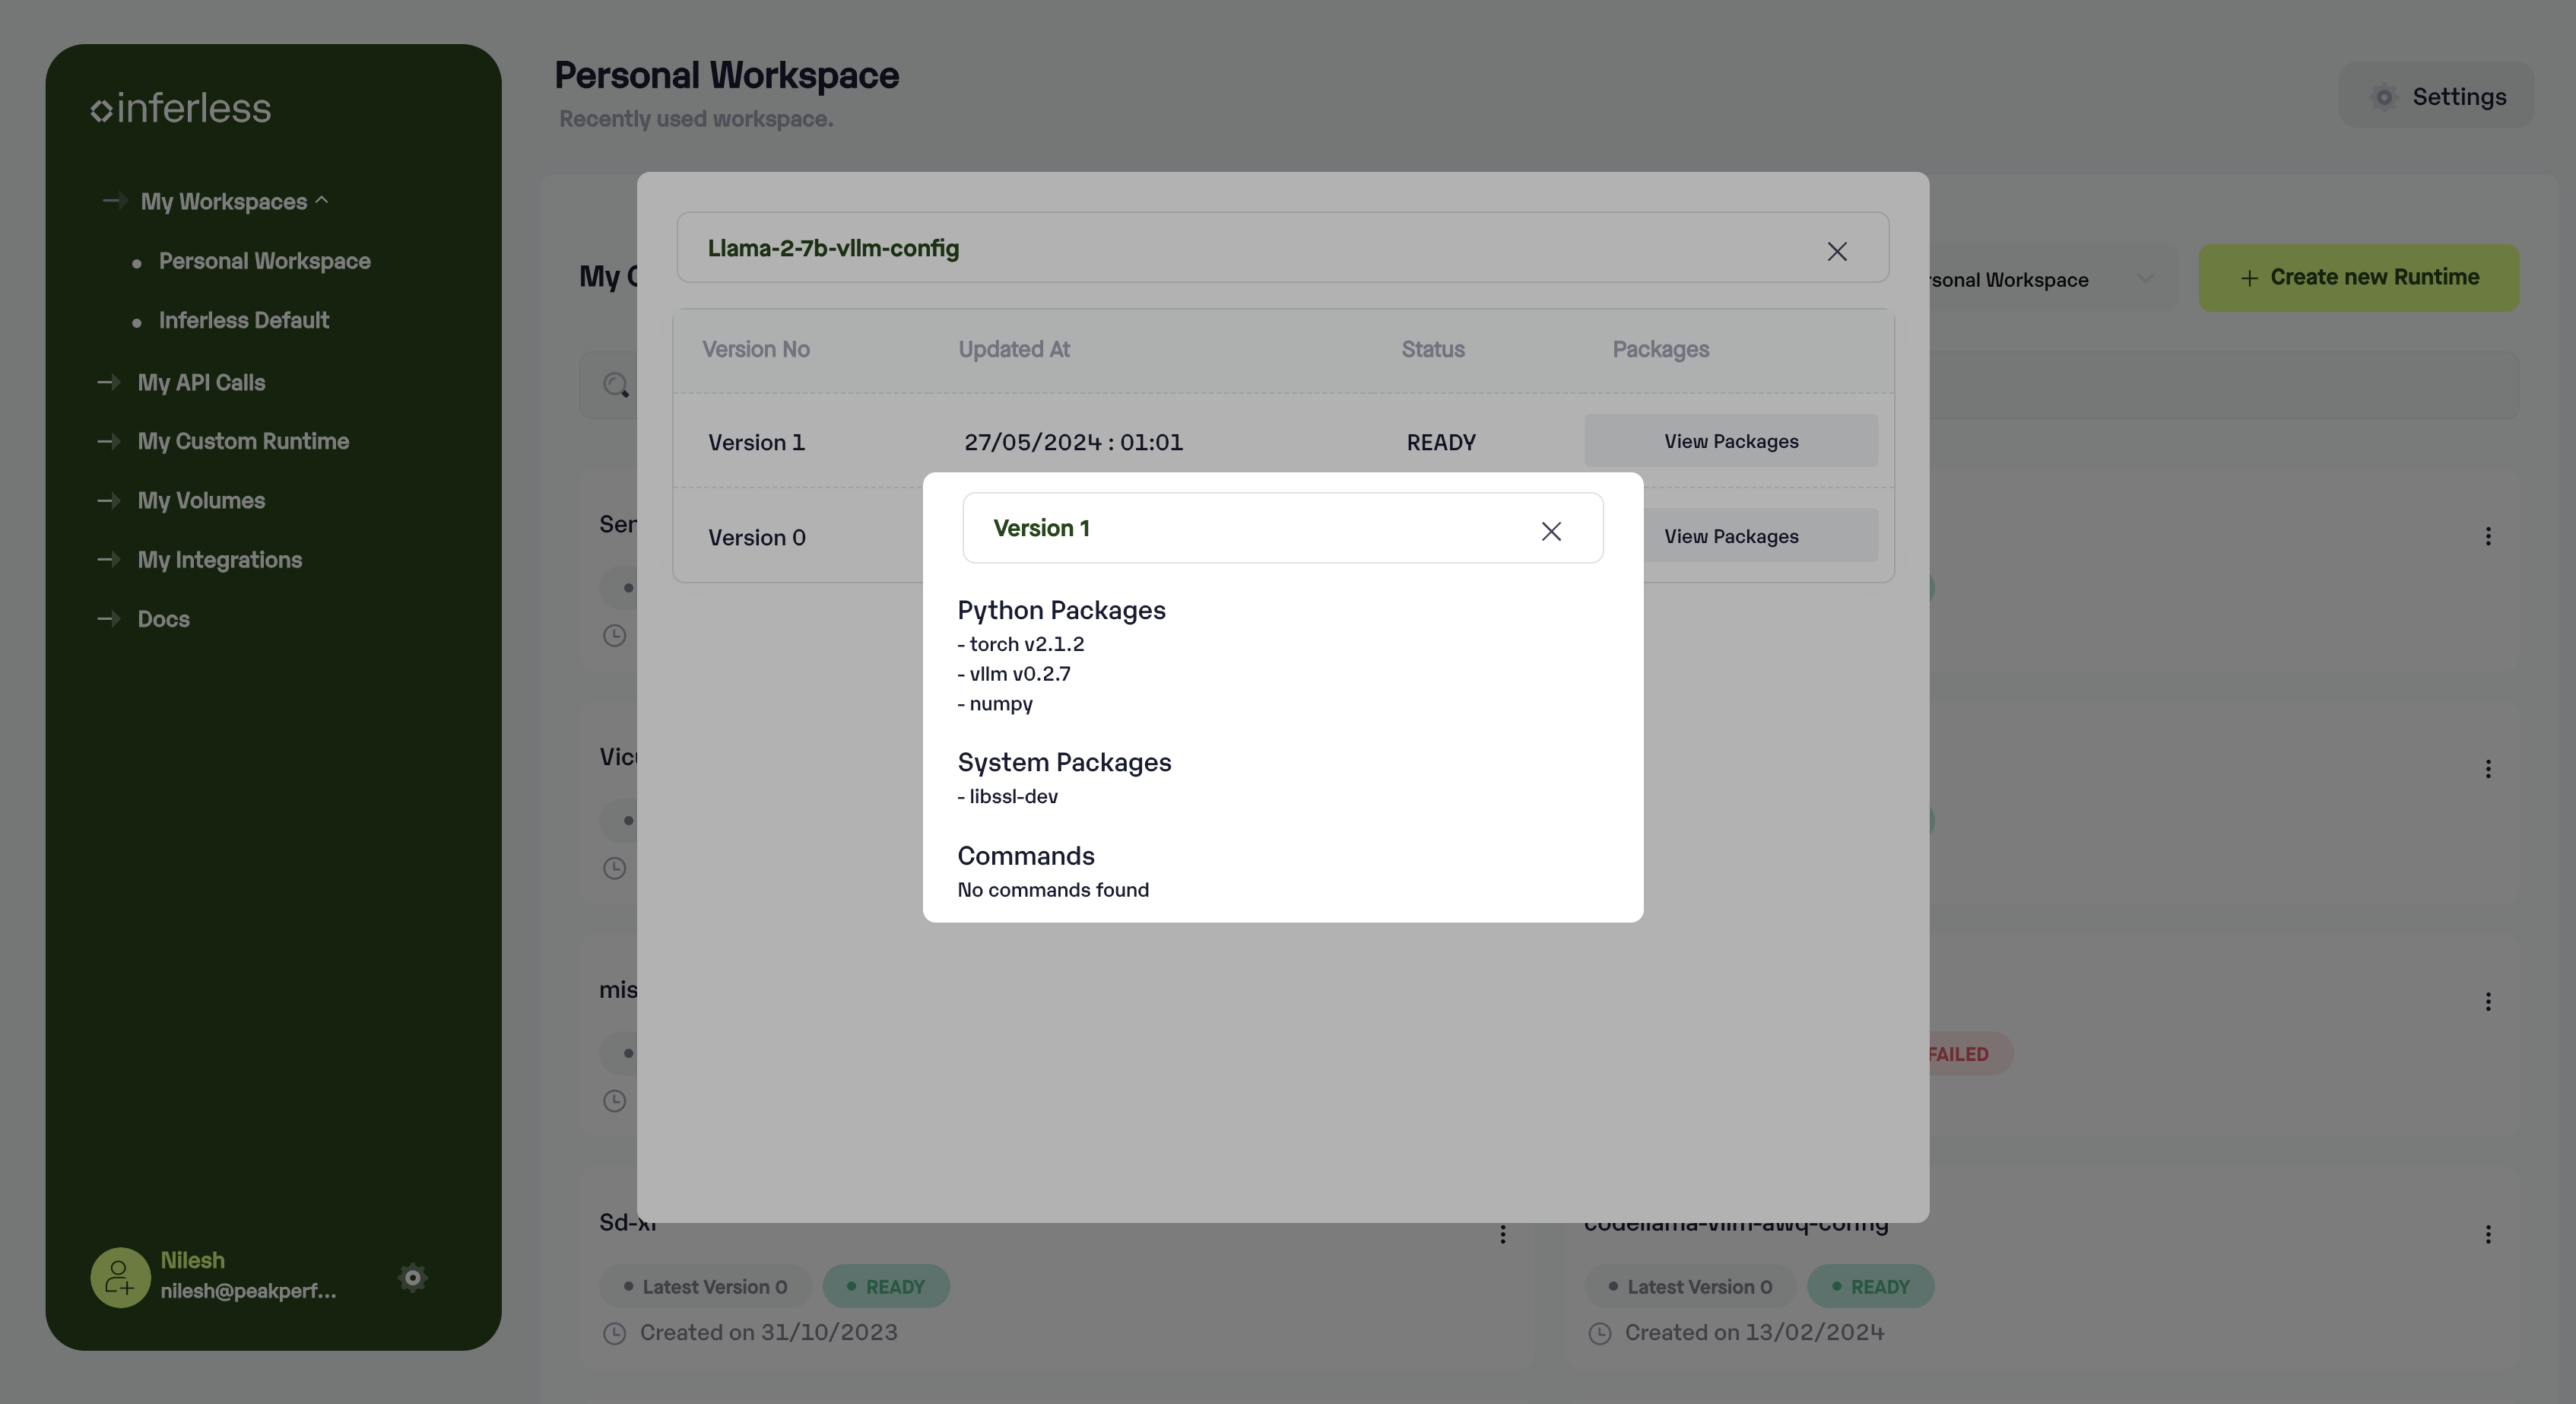 inferless
My Workspaces
Personal Workspace
Inferless Default
My API Calls
My Custom Runtime
My Volumes
My Integrations
Docs
Nilesh
nilesh@peakperf...
Personal Workspace
Recently used workspace.
Settings
My
Workspace
+ Create new Runtime
Llama-2-7b-vllm-config
Version No Updated At Status Packages
Version 1 27/05/2024 : 01:01 READY View Packages
Version 0 View Packages
Version 1
Python Packages
- torch v2.1.2
- vllm v0.2.7
- numpy
System Packages
- libssl-dev
Commands
No commands found
FAILED
Sd-xl
Latest Version 0 READY
Created on 31/10/2023
codellama-vllm-awq-config
Latest Version 0 READY
Created on 13/02/2024